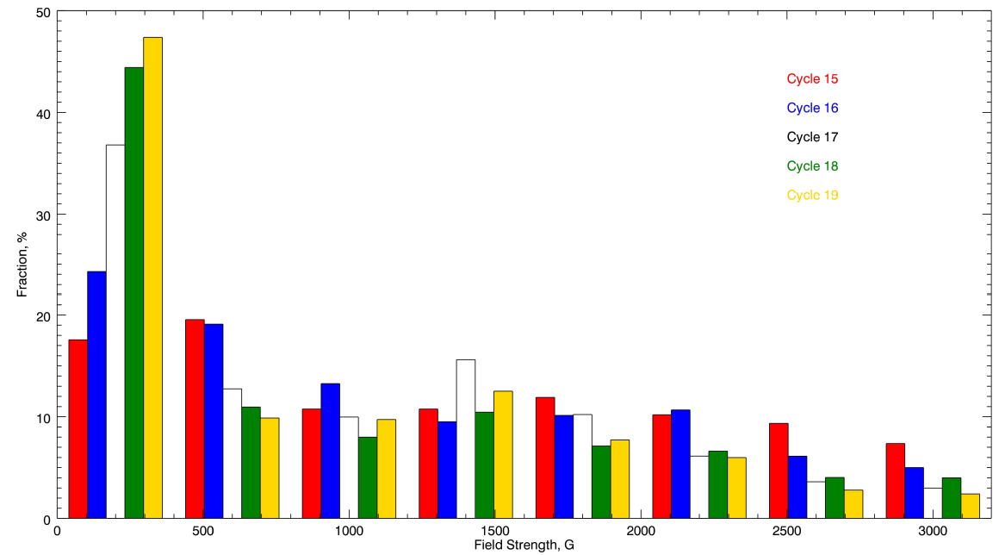 50
40
30
20
10
0
Fraction, %
Cycle 15
Cycle 16
Cycle 17
Cycle 18
Cycle 19
0 500 1000 1500 2000 2500 3000
Field Strength, G